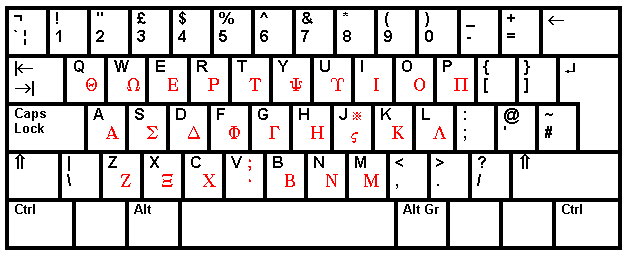 ¬ ! " £ $ % ^ & * ( ) _ +
` ¦ 1 2 3 4 5 6 7 8 9 0 - = ←
|← Q W E R T Y U I O P { }
→| Θ Ω Ε Ρ Τ Ψ Υ Ι Ο Π [ ] ↵
Caps A S D F G H J※ K L : @ ~
Lock Α Σ Δ Φ Γ Η ς Κ Λ ; ' #
⇑ | Z X C V ; B N M < > ? ⇑
\ Ζ Ξ Χ · Β Ν Μ , . /
Ctrl Alt Alt Gr Ctrl